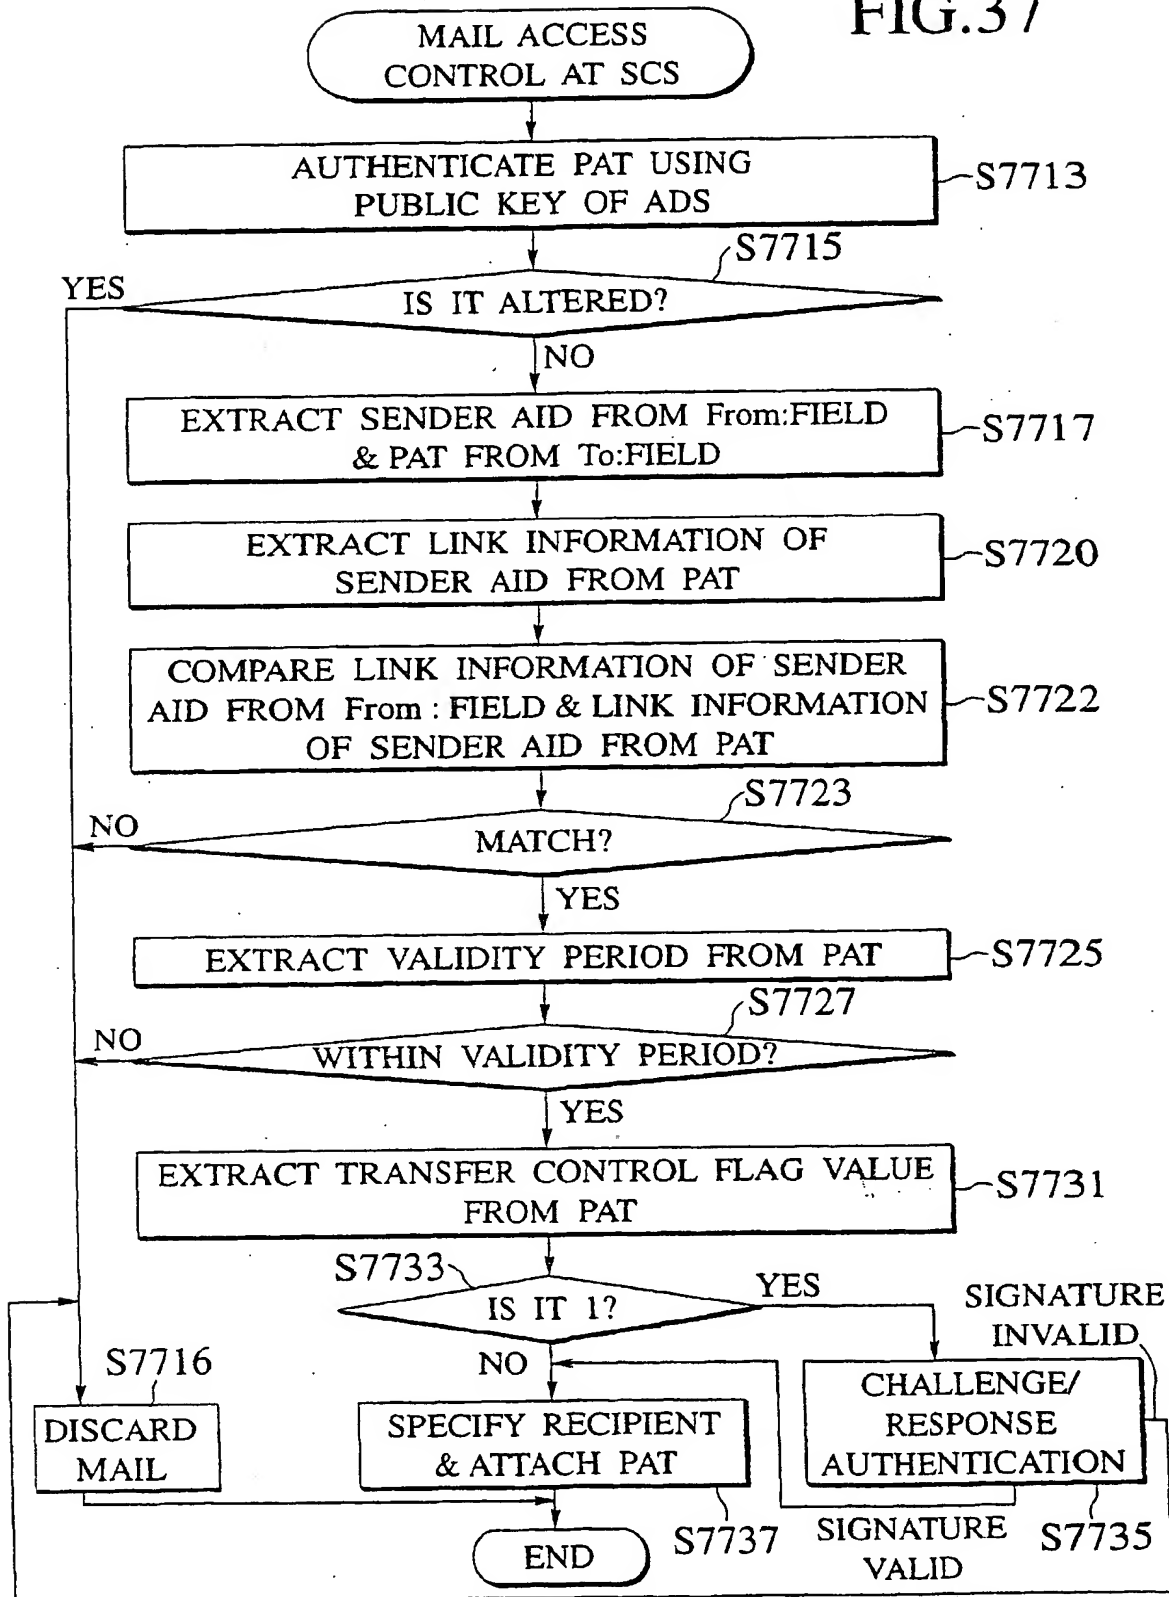 FIG.37
MAIL ACCESS
CONTROL AT SCS
AUTHENTICATE PAT USING
PUBLIC KEY OF ADS
S7713
S7715
YES
IS IT ALTERED?
NO
EXTRACT SENDER AID FROM From:FIELD
& PAT FROM To:FIELD
S7717
EXTRACT LINK INFORMATION OF
SENDER AID FROM PAT
S7720
COMPARE LINK INFORMATION OF SENDER
AID FROM From : FIELD & LINK INFORMATION
OF SENDER AID FROM PAT
S7722
S7723
NO
MATCH?
YES
EXTRACT VALIDITY PERIOD FROM PAT
S7725
S7727
NO
WITHIN VALIDITY PERIOD?
YES
EXTRACT TRANSFER CONTROL FLAG VALUE
FROM PAT
S7731
S7733
IS IT 1?
YES
SIGNATURE
INVALID
NO
S7716
DISCARD
MAIL
SPECIFY RECIPIENT
& ATTACH PAT
CHALLENGE/
RESPONSE
AUTHENTICATION
S7737
SIGNATURE
VALID
S7735
END